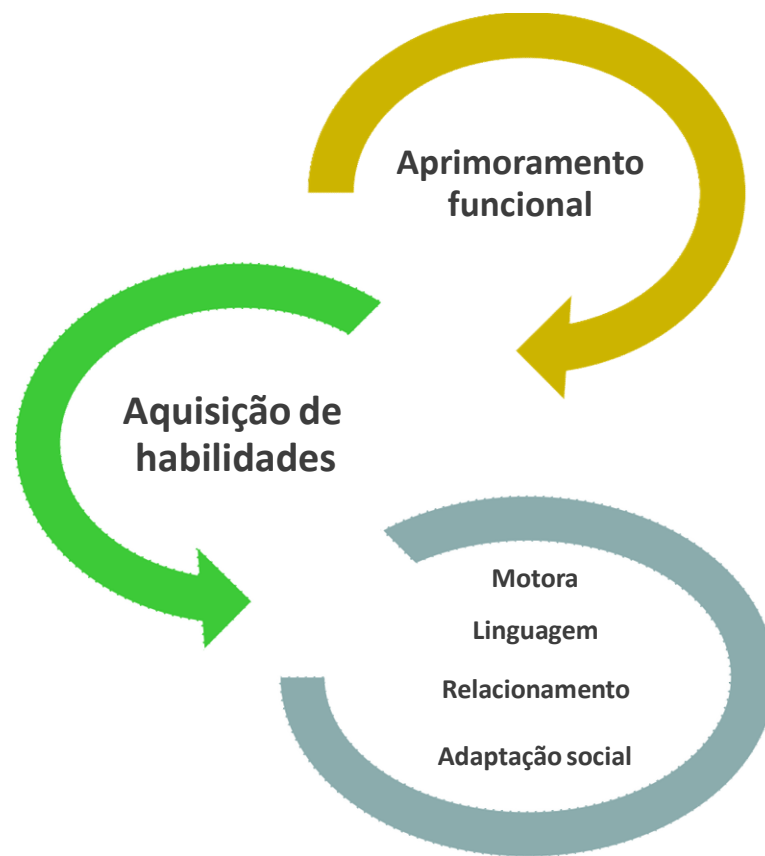 Aprimoramento
funcional
Aquisição de
habilidades
Motora
Linguagem
Relacionamento
Adaptação social